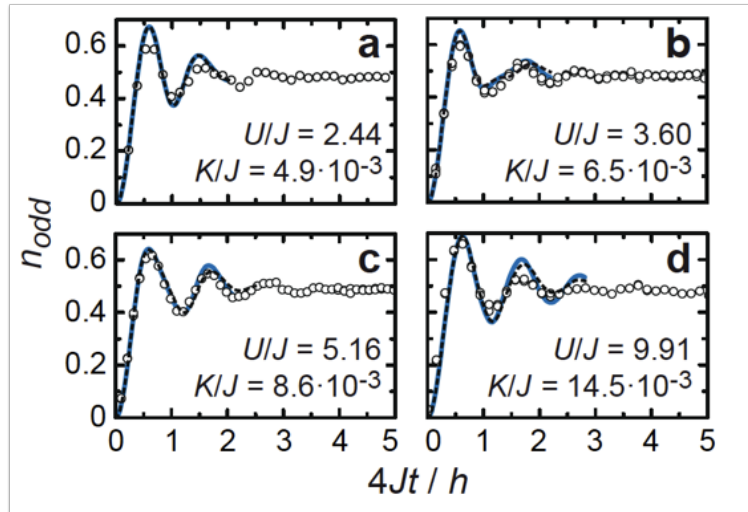 a
b
0.6
0.4
0.2
0
U/J = 2.44
K/J = 4.9·10-3
U/J = 3.60
K/J = 6.5·10-3
nodd
c
d
0.6
0.4
0.2
0
U/J = 5.16
K/J = 8.6·10-3
U/J = 9.91
K/J = 14.5·10-3
0 1 2 3 4 5
0 1 2 3 4 5
4Jt / h